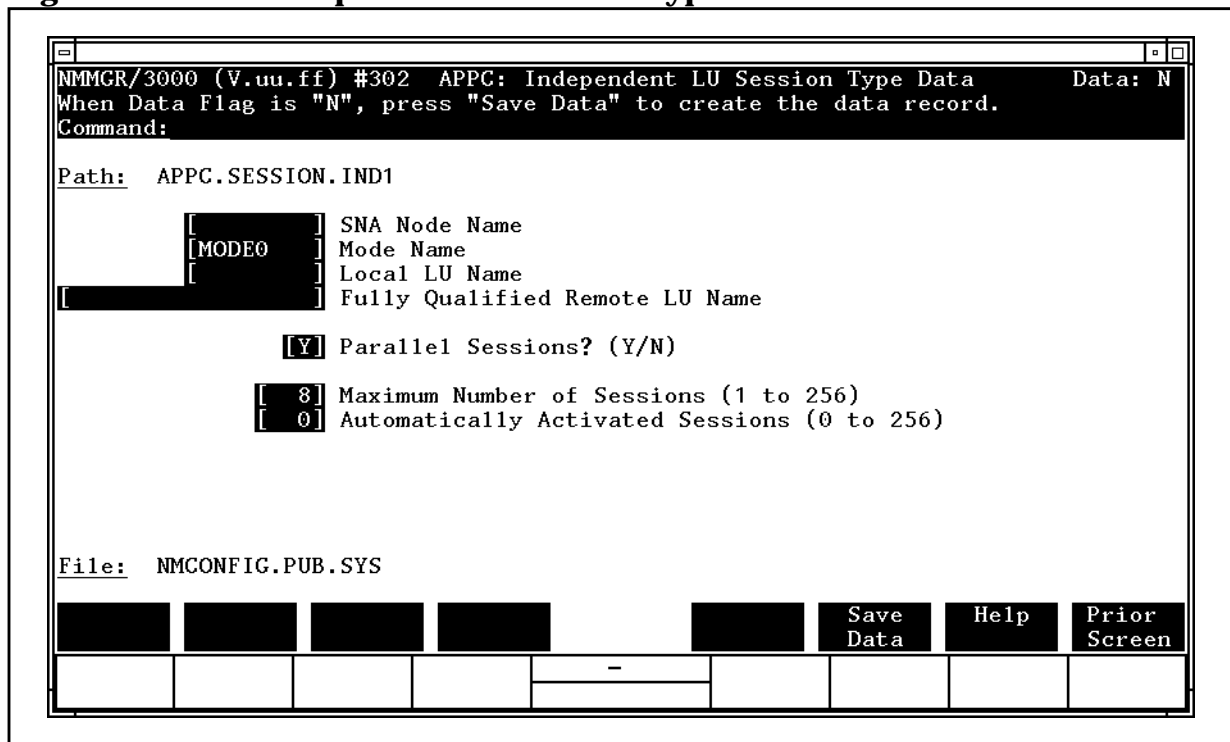 NMMGR/3000 (V.uu.ff) #302 APPC: Independent LU Session Type Data Data: N
When Data Flag is "N", press "Save Data" to create the data record.
Command:
Path: APPC.SESSION.IND1
[ ] SNA Node Name
[MODE0 ] Mode Name
[ ] Local LU Name
[ ] Fully Qualified Remote LU Name
[Y] Parallel Sessions? (Y/N)
[ 8] Maximum Number of Sessions (1 to 256)
[ 0] Automatically Activated Sessions (0 to 256)
File: NMCONFIG.PUB.SYS
Save Data Help Prior Screen